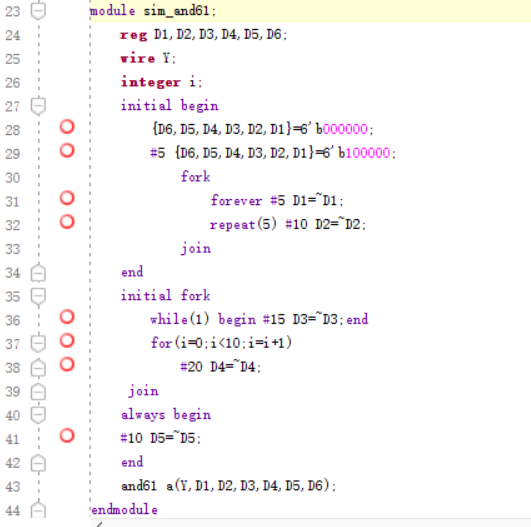 23 module sim_and61;
24 reg D1,D2,D3,D4,D5,D6;
25 wire Y;
26 integer i;
27 initial begin
28 {D6,D5,D4,D3,D2,D1}=6'b000000;
29 #5 {D6,D5,D4,D3,D2,D1}=6'b100000;
30 fork
31 forever #5 D1=~D1;
32 repeat(5) #10 D2=~D2;
33 join
34 end
35 initial fork
36 while(1) begin #15 D3=~D3;end
37 for(i=0;i<10;i=i+1)
38 #20 D4=~D4;
39 join
40 always begin
41 #10 D5=~D5;
42 end
43 and61 a(Y,D1,D2,D3,D4,D5,D6);
44 endmodule